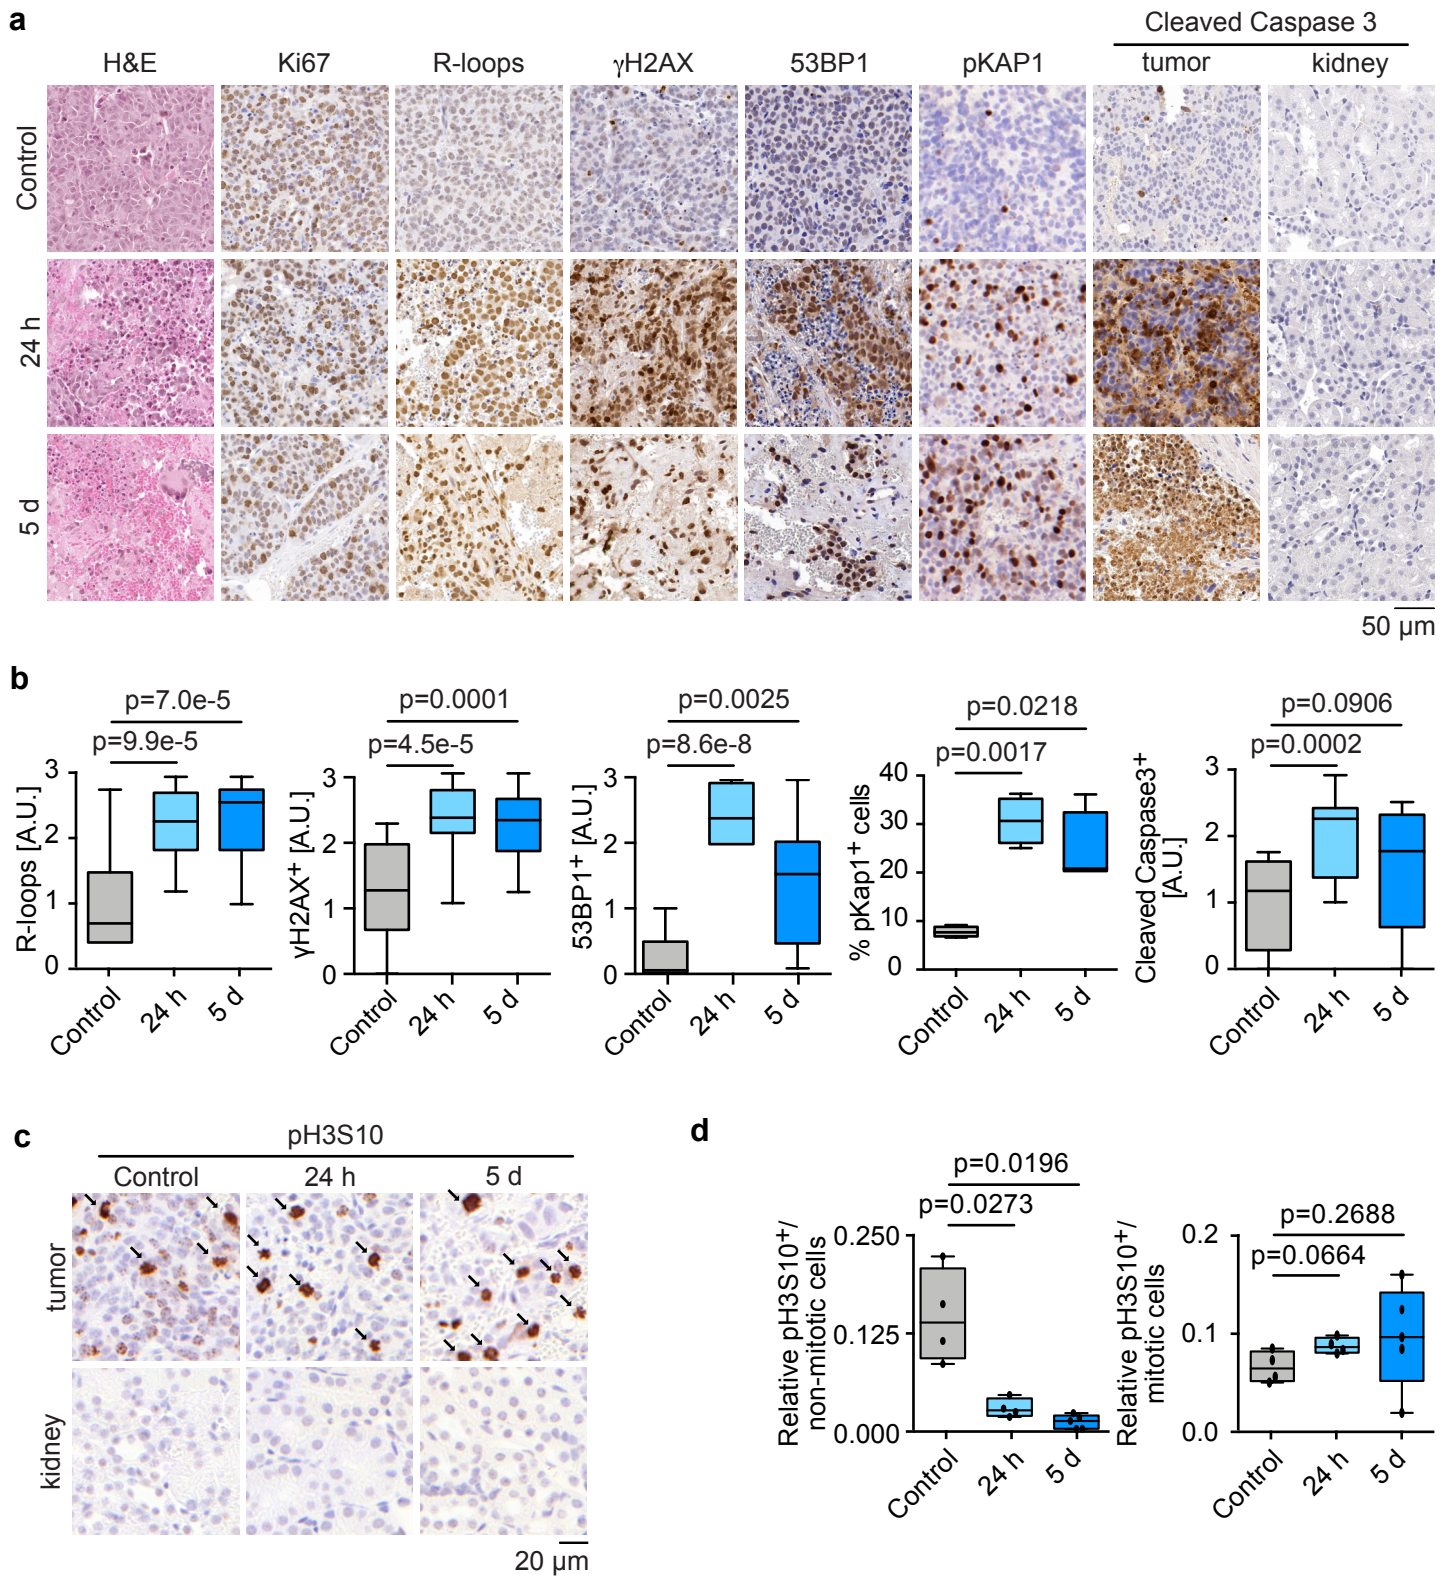 a
Cleaved Caspase 3
H&E Ki67 R-loops γH2AX 53BP1 pKAP1 tumor kidney
Control
24 h
5 d
50 µm
b
p=7.0e-5
p=9.9e-5
R-loops [A.U.]
3
2
1
0
Control 24 h 5 d
p=0.0001
p=4.5e-5
γH2AX⁺ [A.U.]
3
2
1
0
Control 24 h 5 d
p=0.0025
p=8.6e-8
53BP1⁺ [A.U.]
3
2
1
0
Control 24 h 5 d
p=0.0218
p=0.0017
% pKap1⁺ cells
40
30
20
10
0
Control 24 h 5 d
p=0.0906
p=0.0002
Cleaved Caspase3⁺
[A.U.]
3
2
1
0
Control 24 h 5 d
c
pH3S10
Control 24 h 5 d
tumor
kidney
20 µm
d
p=0.0196
p=0.0273
Relative pH3S10⁺/
non-mitotic cells
0.250
0.125
0.000
Control 24 h 5 d
p=0.2688
p=0.0664
Relative pH3S10⁺/
mitotic cells
0.2
0.1
0.0
Control 24 h 5 d